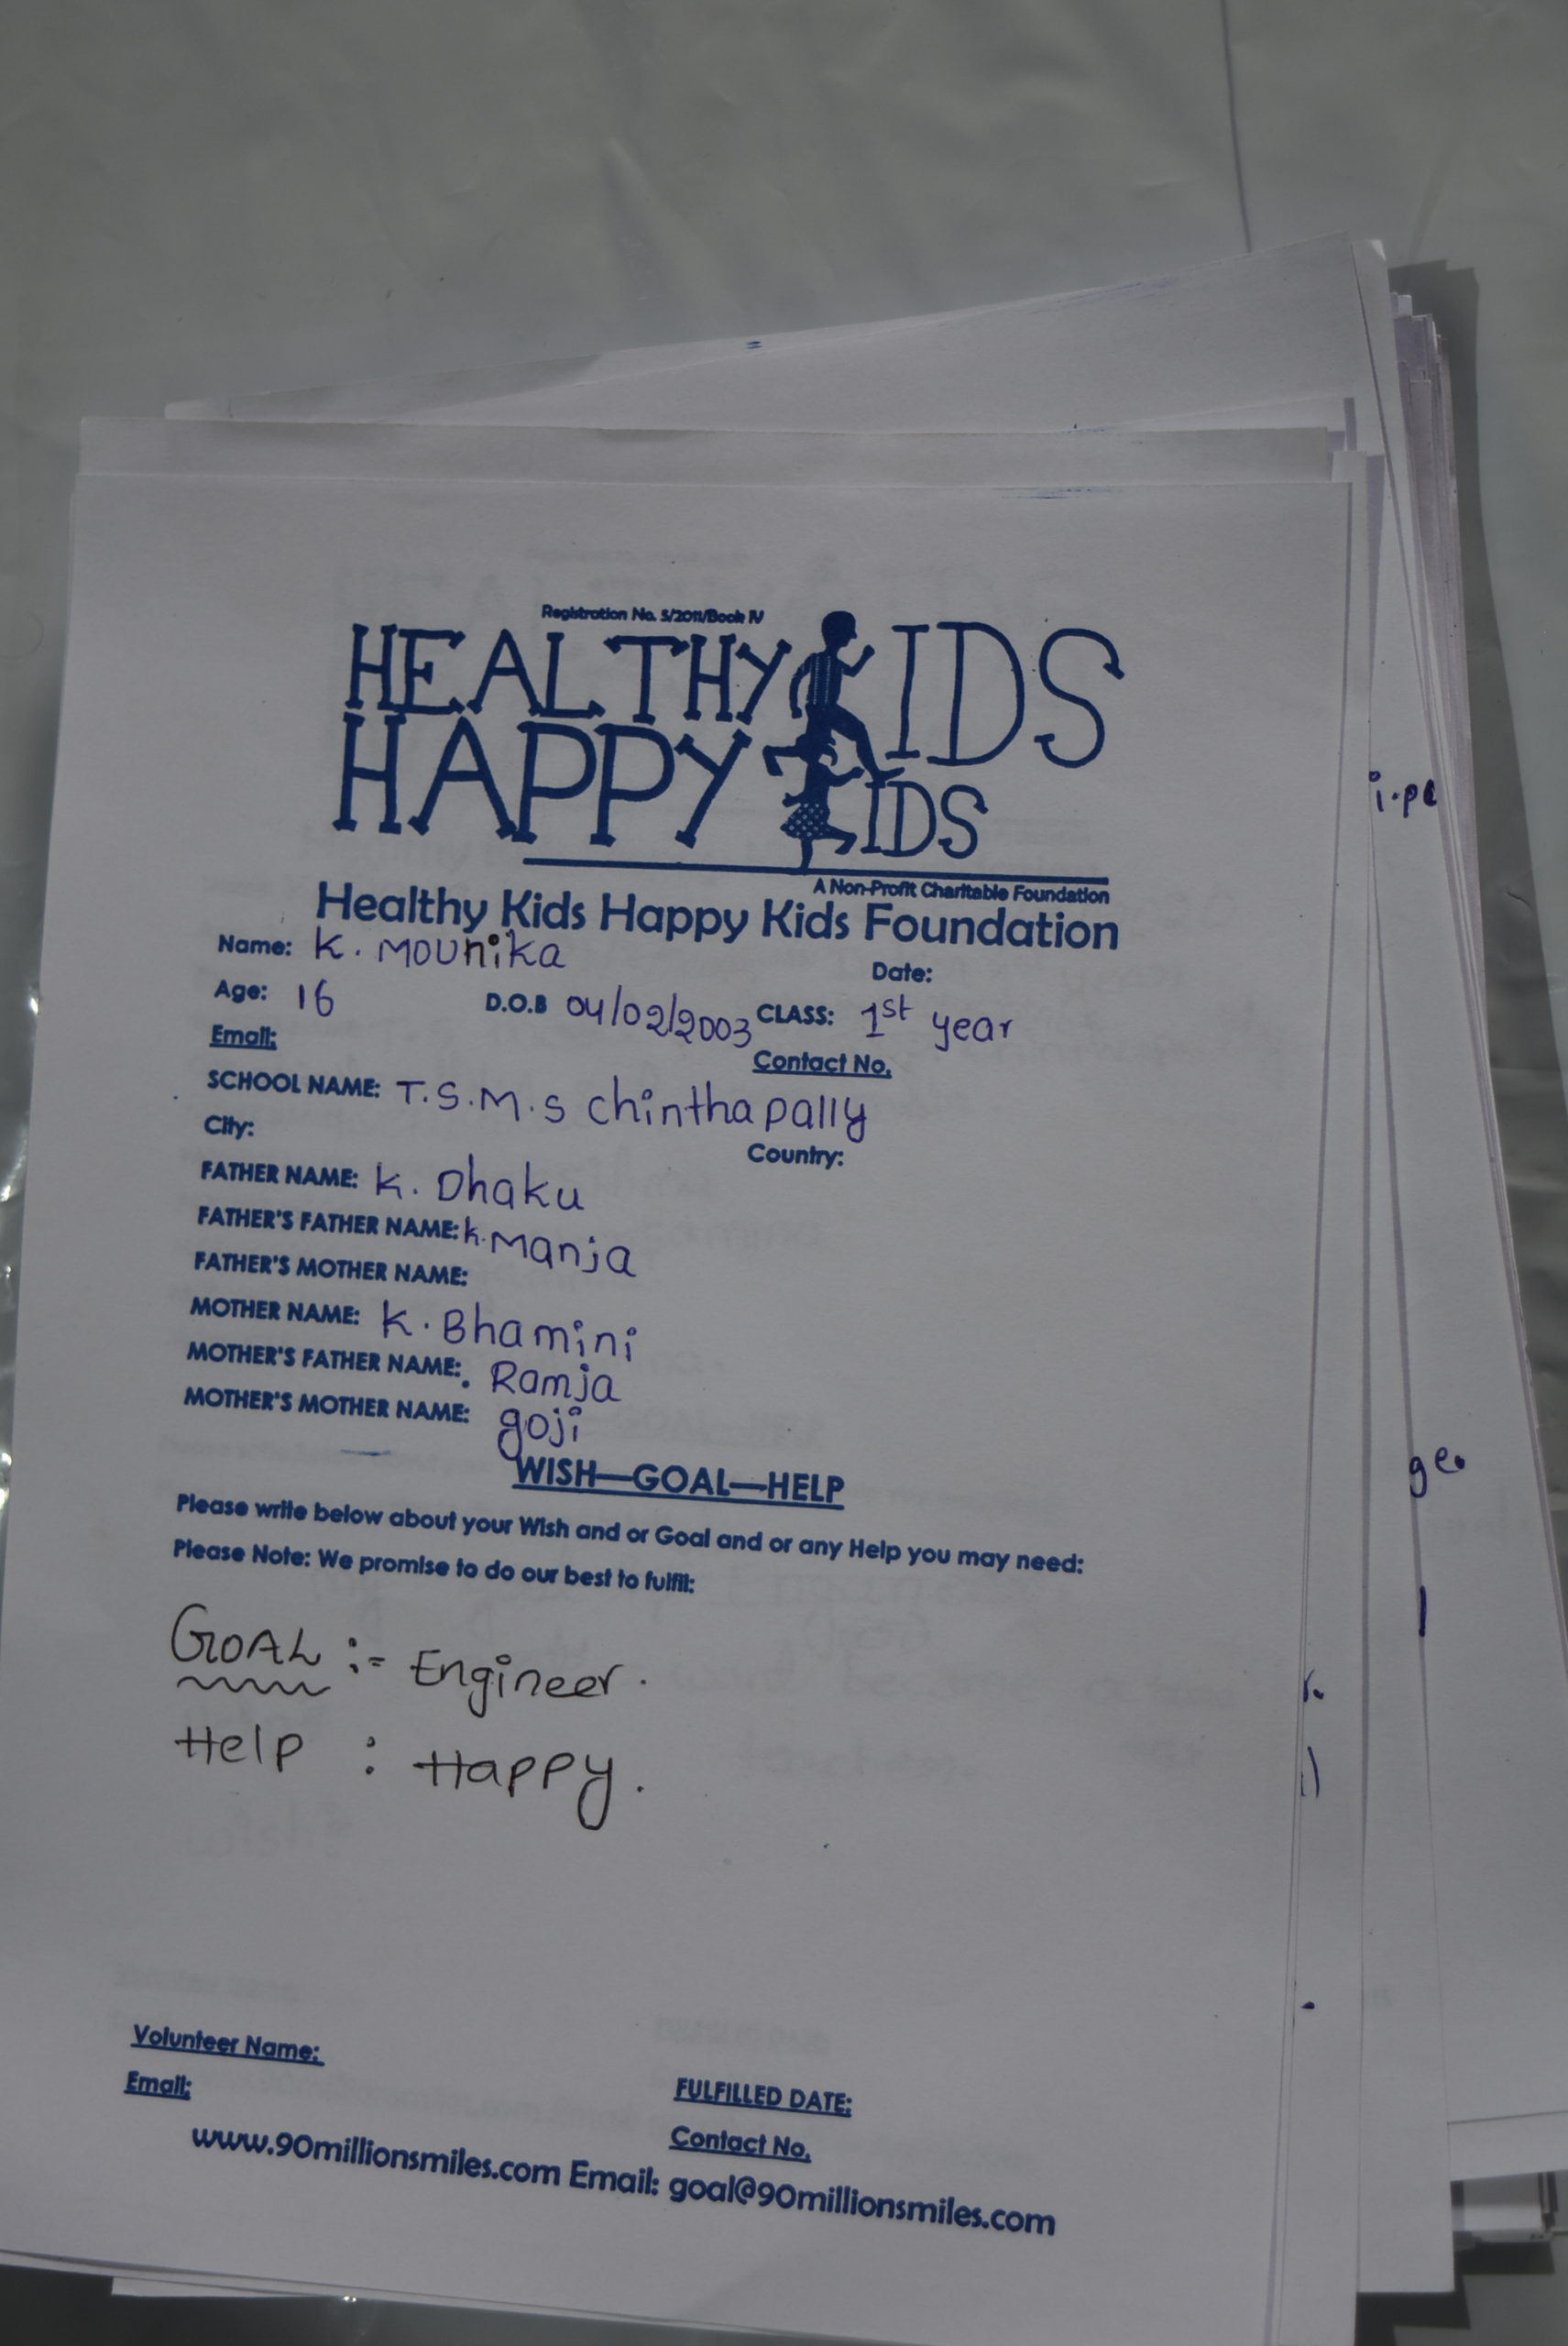 Registration No. 5/2011/Book IV
HEALTHY KIDS
HAPPY KIDS
A Non-Profit Charitable Foundation
Healthy Kids Happy Kids Foundation
Name: K. Mounika
Date:
Age: 16 D.O.B 04/02/2003 CLASS: 1st year
Email: Contact No.
SCHOOL NAME: T.S.M.S Chinthapally
City: Country:
FATHER NAME: K. Dhaku
FATHER'S FATHER NAME: K. Manja
FATHER'S MOTHER NAME:
MOTHER NAME: K. Bhamini
MOTHER'S FATHER NAME: Ramja
MOTHER'S MOTHER NAME: goji
WISH—GOAL—HELP
Please write below about your Wish and or Goal and or any Help you may need:
Please Note: We promise to do our best to fulfil:
GOAL :- Engineer.
Help : Happy.
Volunteer Name:
Email: FULFILLED DATE:
Contact No.
www.90millionsmiles.com Email: goal@90millionsmiles.com